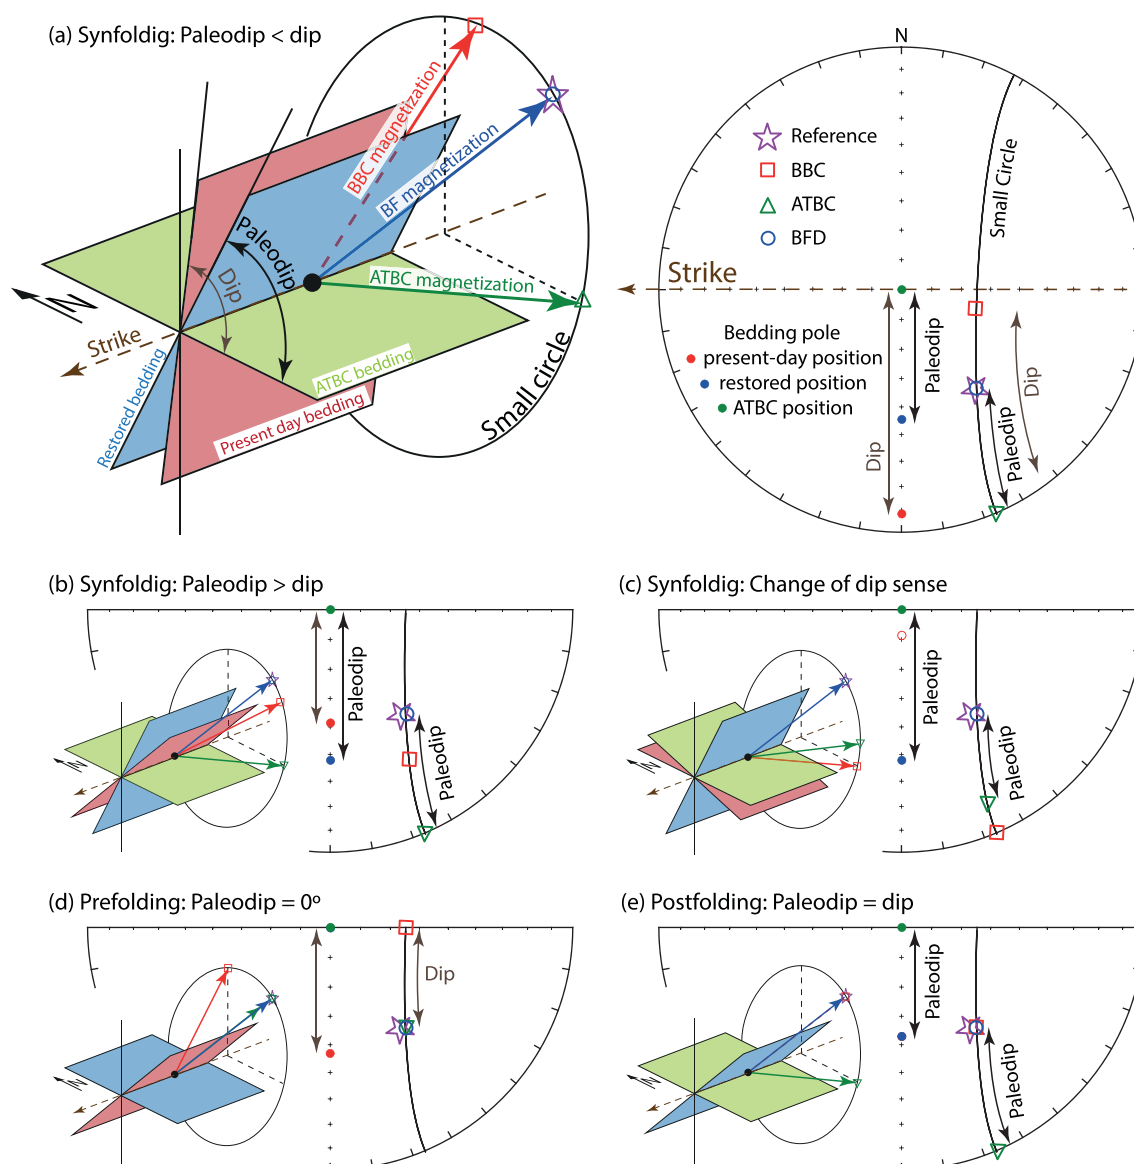 (a) Synfoldig: Paleodip < dip
BBC magnetization
BF magnetization
ATBC magnetization
Paleodip
Dip
N
Strike
Restored bedding
ATBC bedding
Present day bedding
Small circle
N
Reference
BBC
ATBC
BFD
Small Circle
Strike
Bedding pole
present-day position
restored position
ATBC position
Paleodip
Dip
Dip
Paleodip
(b) Synfoldig: Paleodip > dip
N
Paleodip
Paleodip
(c) Synfoldig: Change of dip sense
N
Paleodip
Paleodip
(d) Prefolding: Paleodip = 0º
N
Dip
(e) Postfolding: Paleodip = dip
N
Paleodip
Paleodip